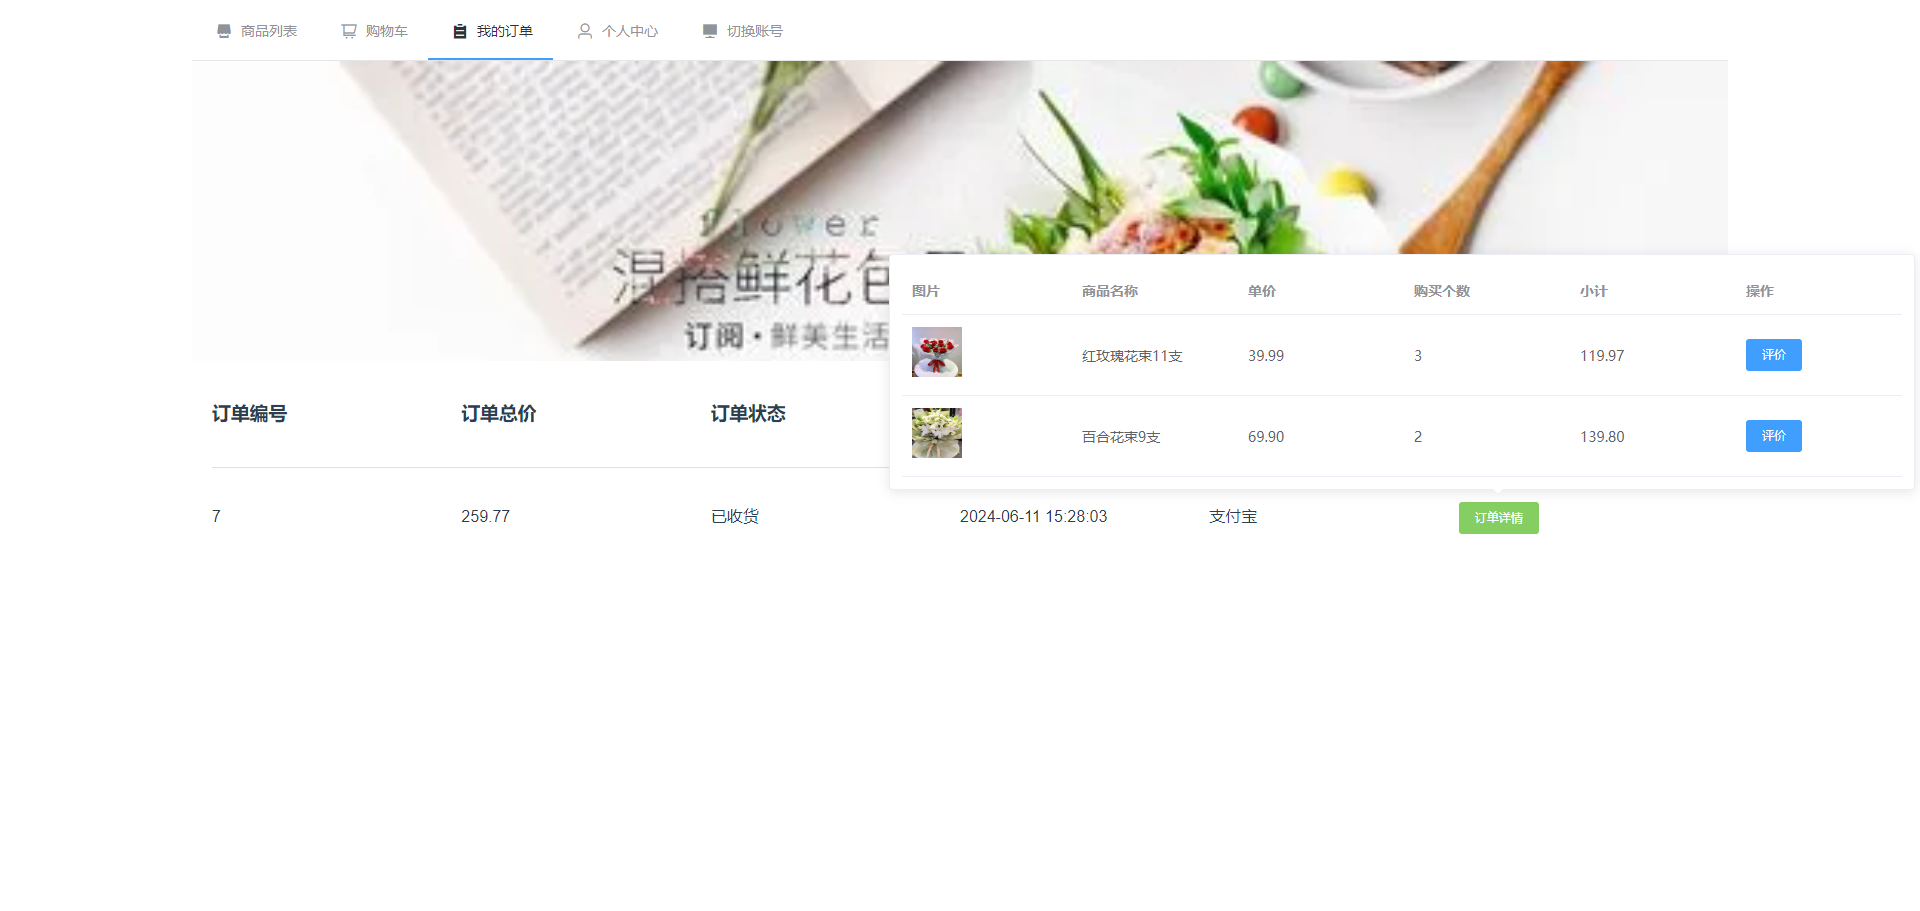 商品列表 购物车 我的订单 个人中心 切换账号
flower
混拾鲜花包
订阅·鲜美生活
图片 商品名称 单价 购买个数 小计 操作
红玫瑰花束11支 39.99 3 119.97 评价
百合花束9支 69.90 2 139.80 评价
订单编号 订单总价 订单状态
7 259.77 已收货 2024-06-11 15:28:03 支付宝 订单详情